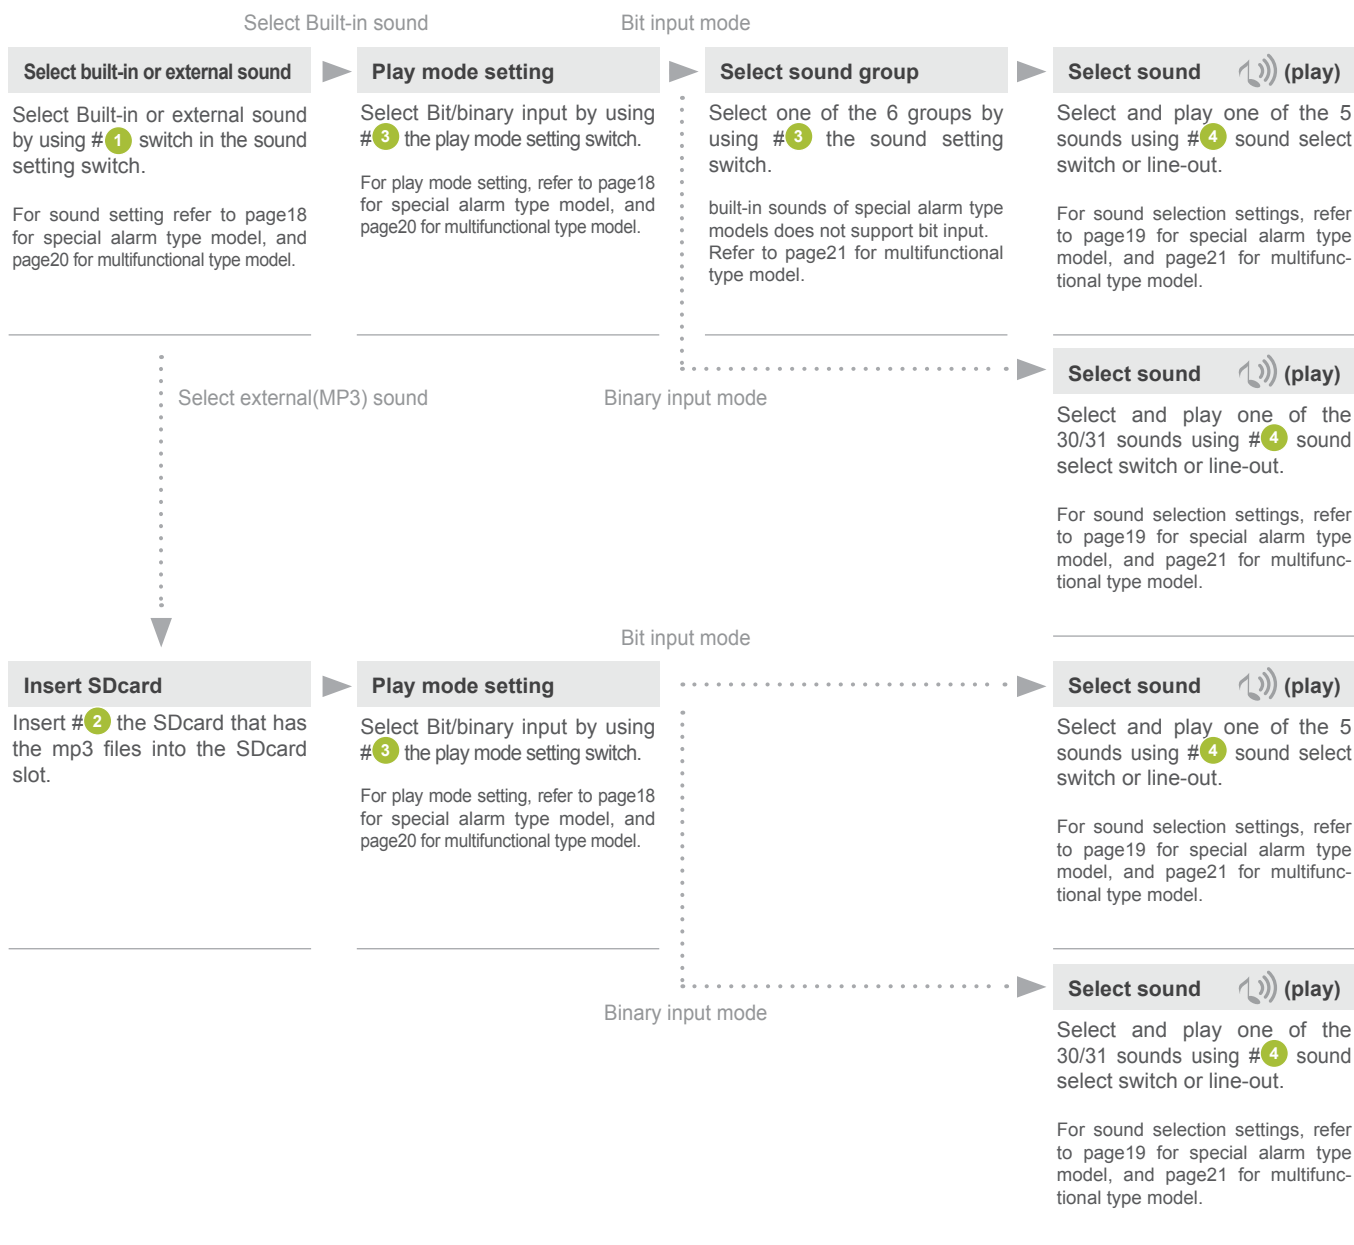 Select Built-in sound
Bit input mode
Select built-in or external sound
Select Built-in or external sound
by using #1 switch in the sound
setting switch.
For sound setting refer to page18
for special alarm type model, and
page20 for multifunctional type model.
Play mode setting
Select Bit/binary input by using
#3 the play mode setting switch.
For play mode setting, refer to page18
for special alarm type model, and
page20 for multifunctional type model.
Select sound group
Select one of the 6 groups by
using #3 the sound setting
switch.
built-in sounds of special alarm type
models does not support bit input.
Refer to page21 for multifunctional
type model.
Select sound (play)
Select and play one of the 5
sounds using #4 sound select
switch or line-out.
For sound selection settings, refer
to page19 for special alarm type
model, and page21 for multifunc-
tional type model.
Select external(MP3) sound
Binary input mode
Select sound (play)
Select and play one of the
30/31 sounds using #4 sound
select switch or line-out.
For sound selection settings, refer
to page19 for special alarm type
model, and page21 for multifunc-
tional type model.
Bit input mode
Insert SDcard
Insert #2 the SDcard that has
the mp3 files into the SDcard
slot.
Play mode setting
Select Bit/binary input by using
#3 the play mode setting switch.
For play mode setting, refer to page18
for special alarm type model, and
page20 for multifunctional type model.
Select sound (play)
Select and play one of the 5
sounds using #4 sound select
switch or line-out.
For sound selection settings, refer
to page19 for special alarm type
model, and page21 for multifunc-
tional type model.
Binary input mode
Select sound (play)
Select and play one of the
30/31 sounds using #4 sound
select switch or line-out.
For sound selection settings, refer
to page19 for special alarm type
model, and page21 for multifunc-
tional type model.